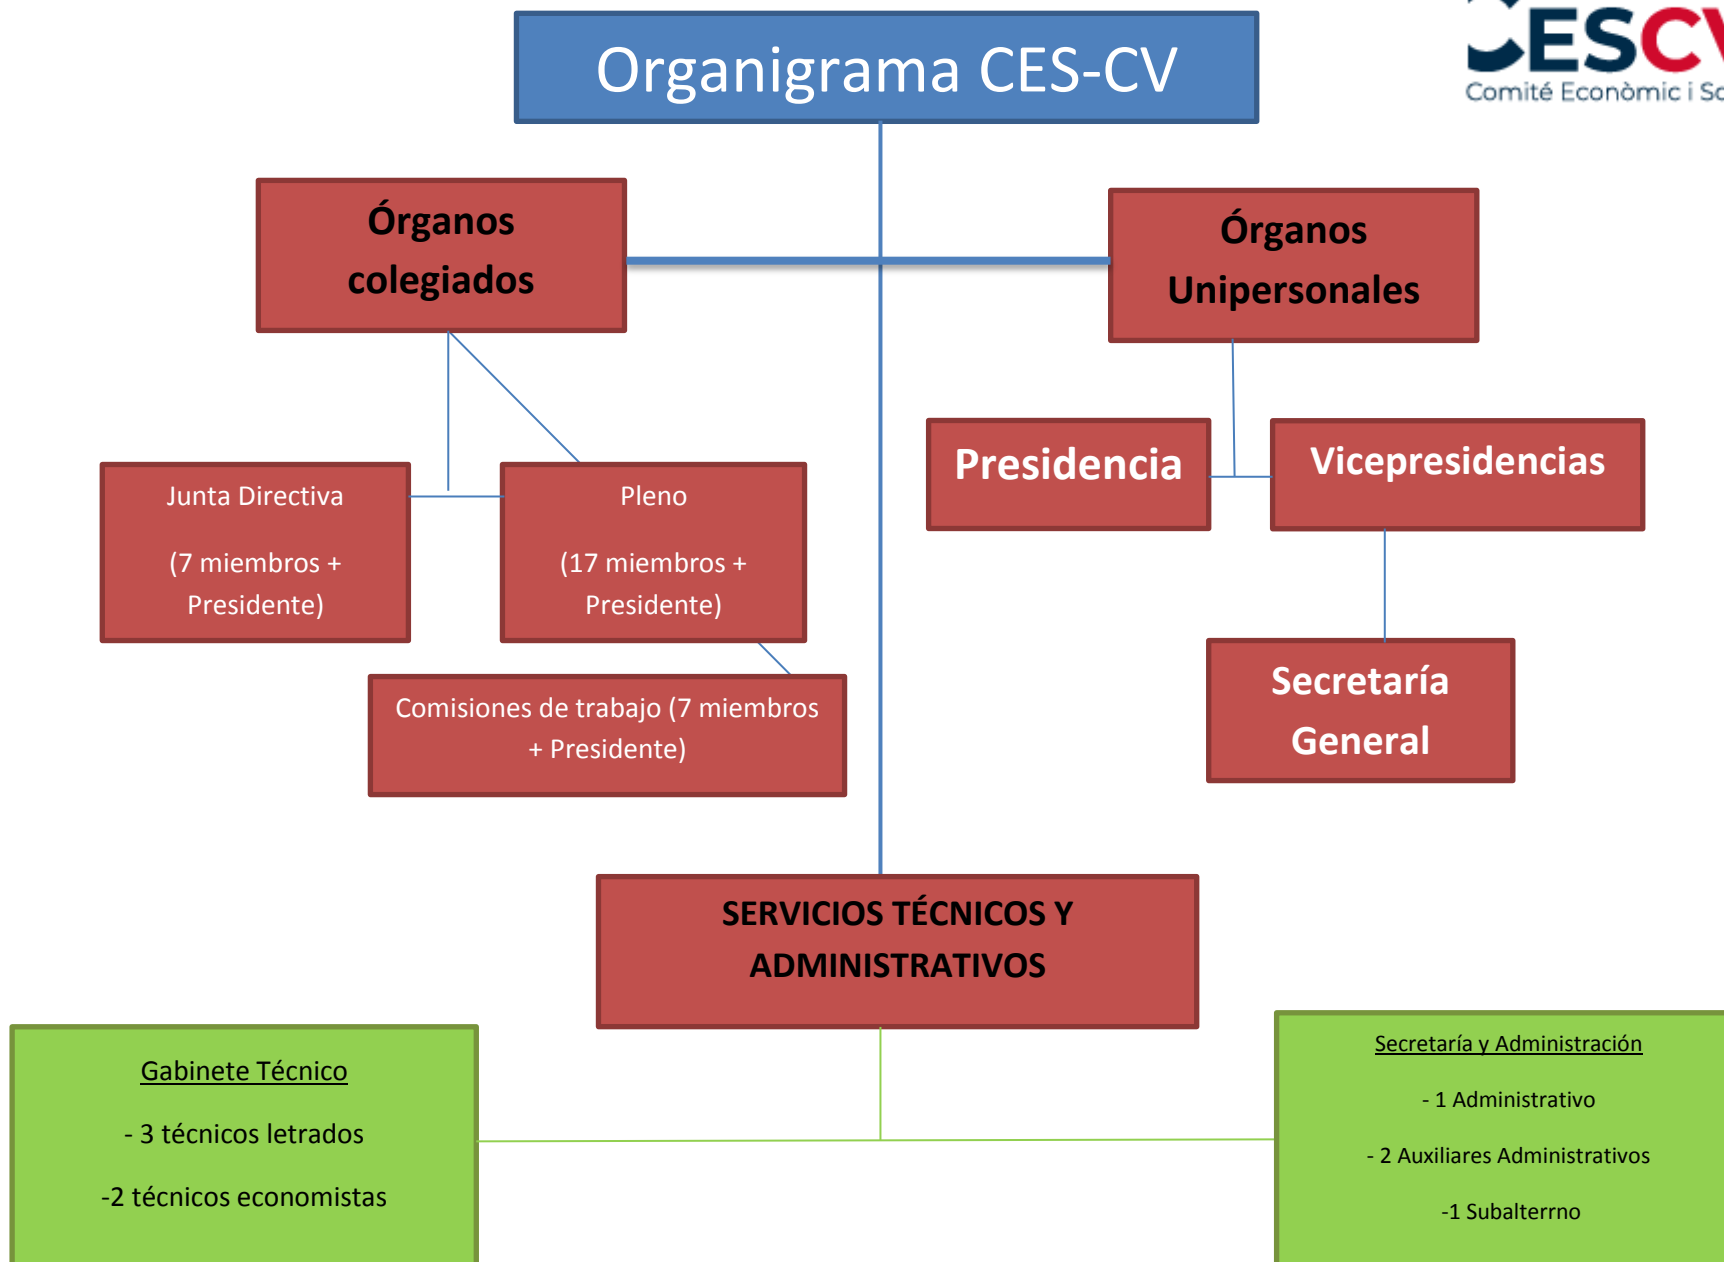 Organigrama CES-CV
CESCV
Comité Econòmic i So
Órganos
colegiados
Órganos
Unipersonales
Presidencia
Vicepresidencias
Junta Directiva
(7 miembros +
Presidente)
Pleno
(17 miembros +
Presidente)
Comisiones de trabajo (7 miembros
+ Presidente)
Secretaría
General
SERVICIOS TÉCNICOS Y
ADMINISTRATIVOS
Gabinete Técnico
- 3 técnicos letrados
-2 técnicos economistas
Secretaría y Administración
- 1 Administrativo
- 2 Auxiliares Administrativos
-1 Subalterrno